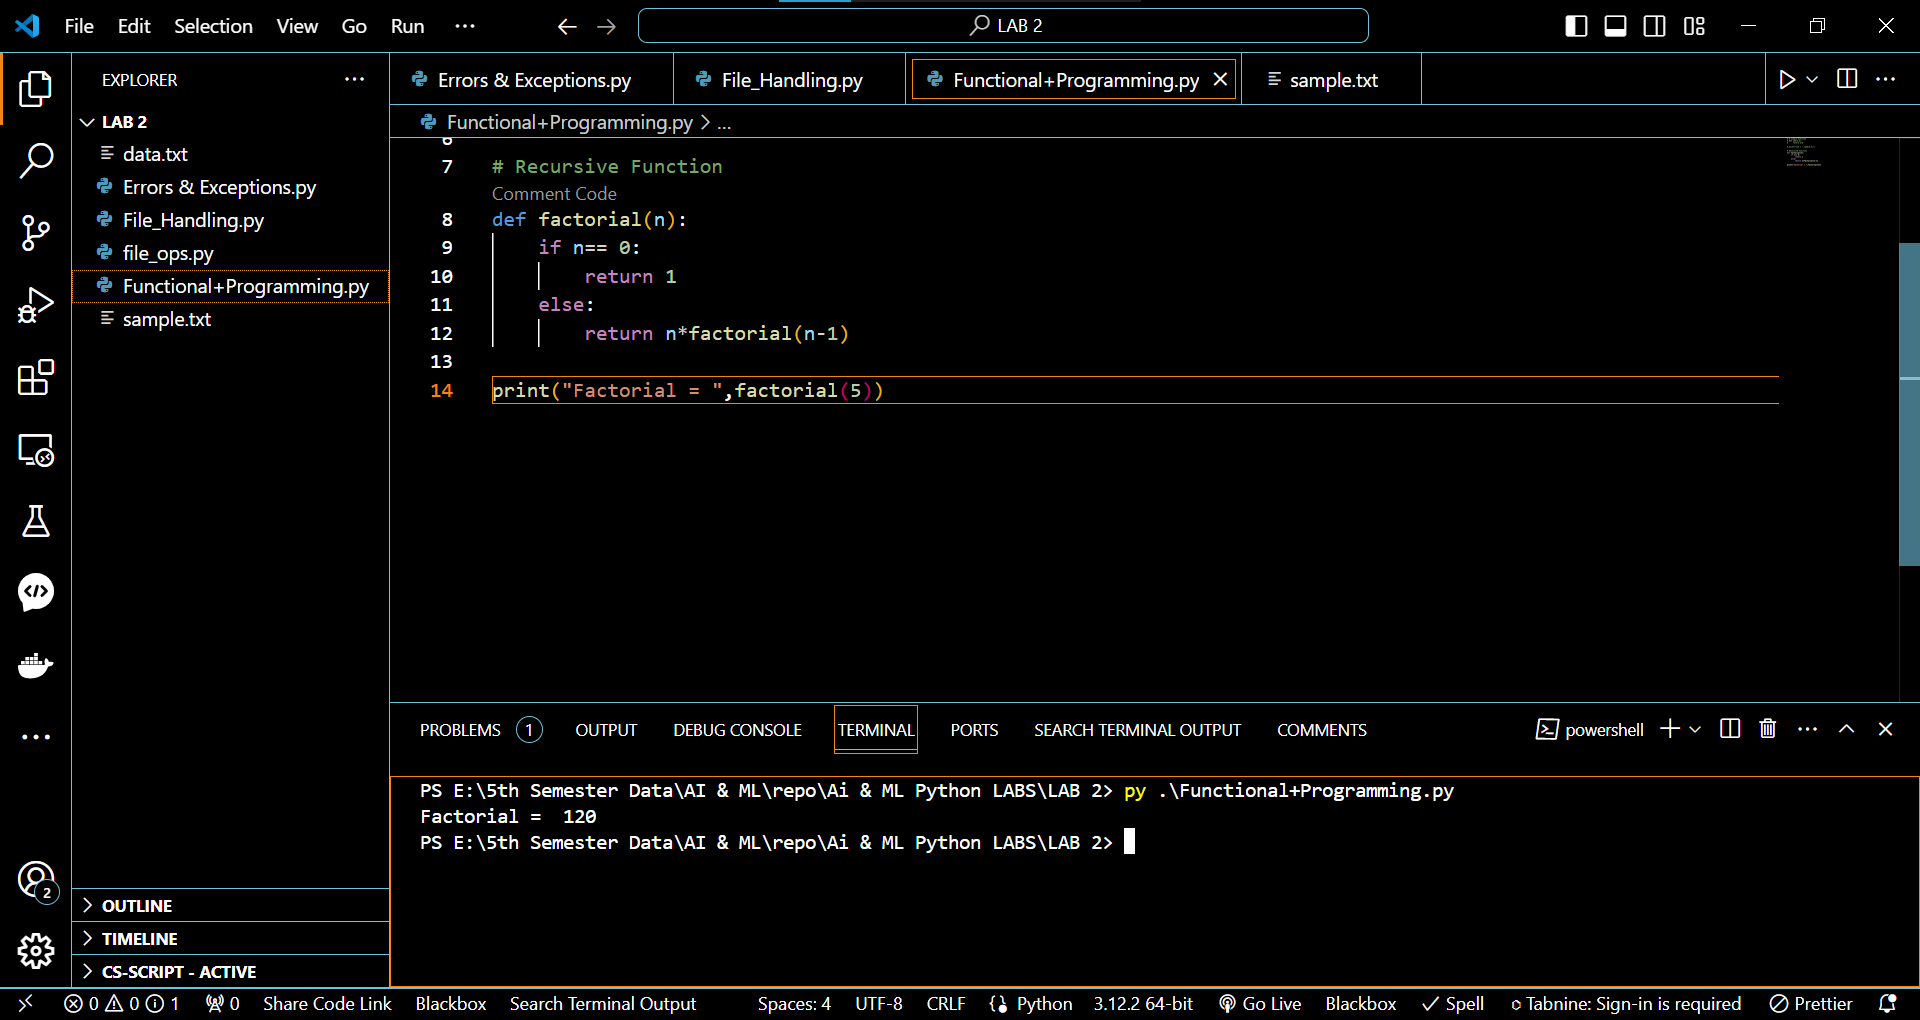 File Edit Selection View Go Run ... LAB 2
EXPLORER ...
LAB 2
data.txt
Errors & Exceptions.py
File_Handling.py
file_ops.py
Functional+Programming.py
sample.txt
OUTLINE
TIMELINE
CS-SCRIPT - ACTIVE
2
Errors & Exceptions.py File_Handling.py Functional+Programming.py sample.txt
Functional+Programming.py > ...
6
7 # Recursive Function
Comment Code
8 def factorial(n):
9 if n== 0:
10 return 1
11 else:
12 return n*factorial(n-1)
13
14 print("Factorial = ",factorial(5))
PROBLEMS 1 OUTPUT DEBUG CONSOLE TERMINAL PORTS SEARCH TERMINAL OUTPUT COMMENTS powershell
PS E:\5th Semester Data\AI & ML\repo\Ai & ML Python LABS\LAB 2> py .\Functional+Programming.py
Factorial =  120
PS E:\5th Semester Data\AI & ML\repo\Ai & ML Python LABS\LAB 2>
0 0 1 0 Share Code Link Blackbox Search Terminal Output Spaces: 4 UTF-8 CRLF Python 3.12.2 64-bit Go Live Blackbox Spell Tabnine: Sign-in is required Prettier